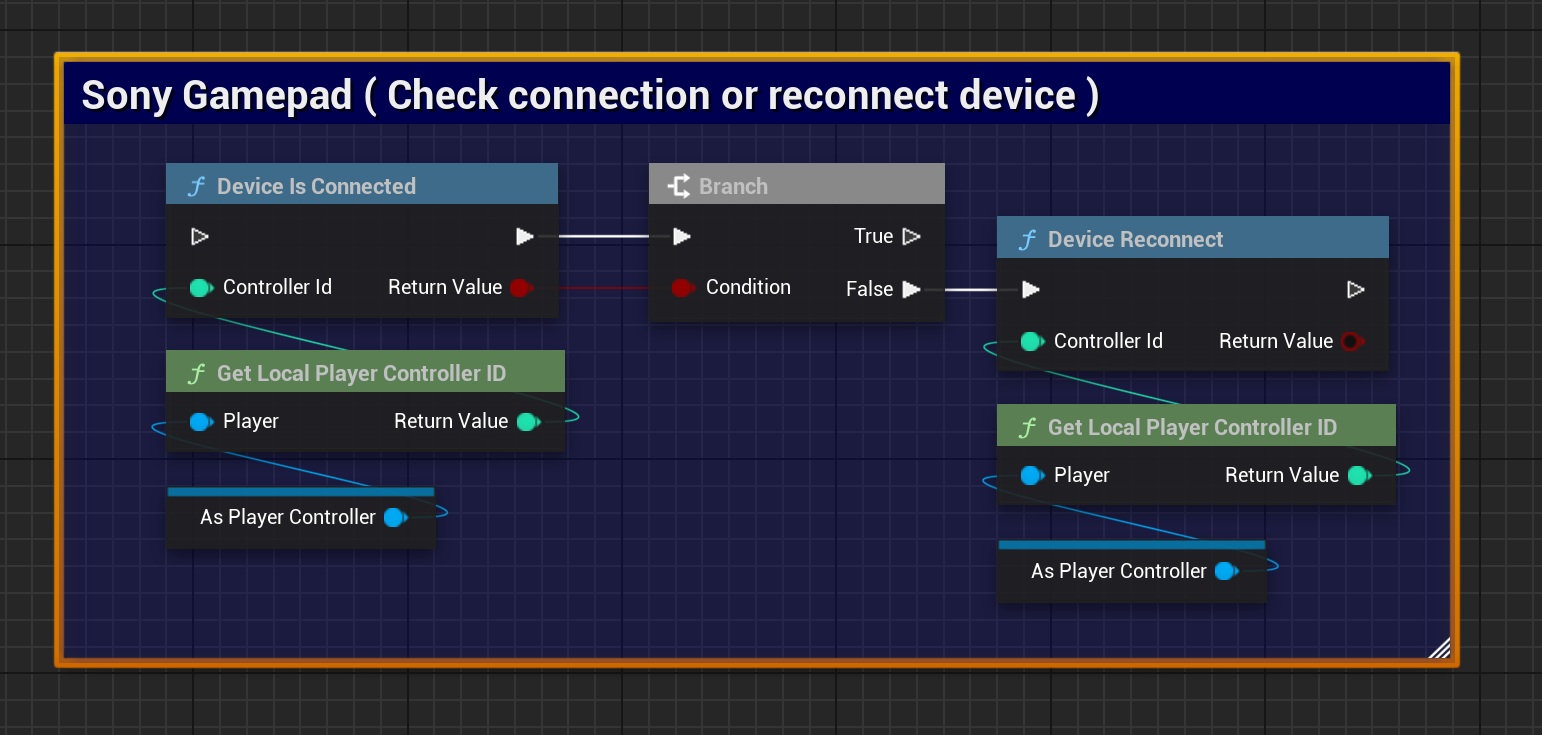 Sony Gamepad ( Check connection or reconnect device )
Device Is Connected
Controller Id
Return Value
Get Local Player Controller ID
Player
Return Value
As Player Controller
Branch
True
Condition
False
Device Reconnect
Controller Id
Return Value
Get Local Player Controller ID
Player
Return Value
As Player Controller